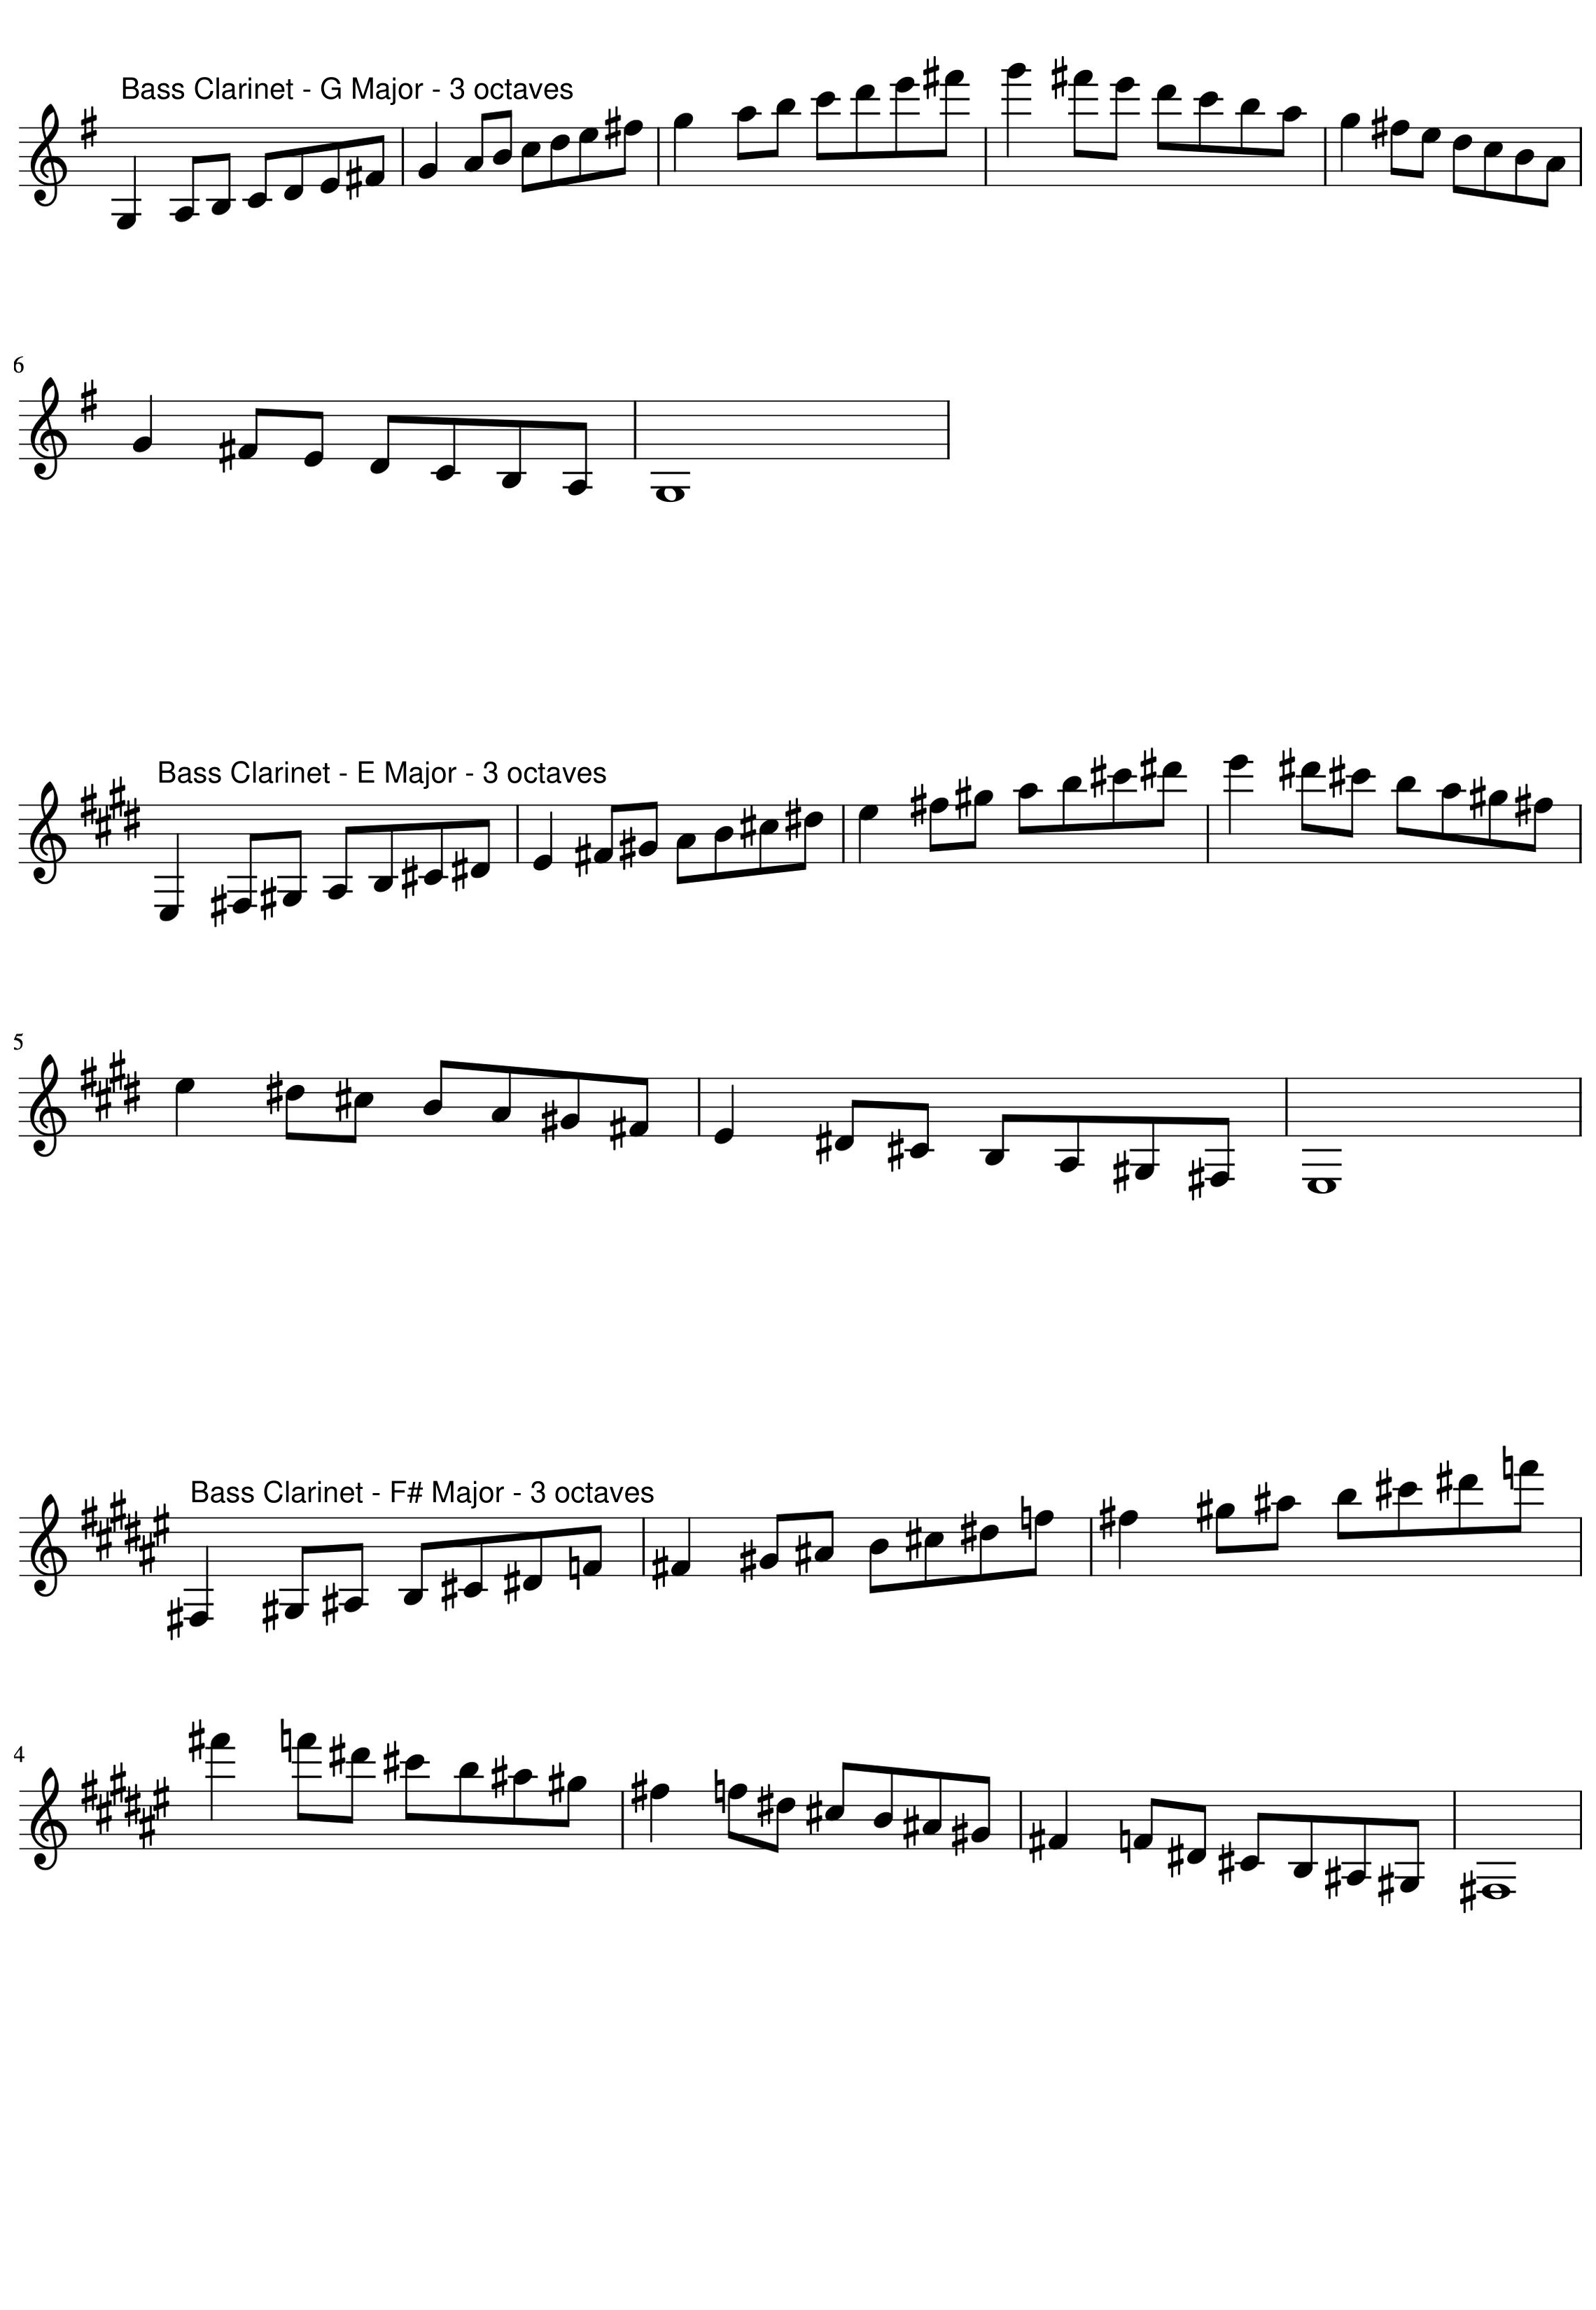 Bass Clarinet - G Major - 3 octaves
6
Bass Clarinet - E Major - 3 octaves
5
Bass Clarinet - F# Major - 3 octaves
4